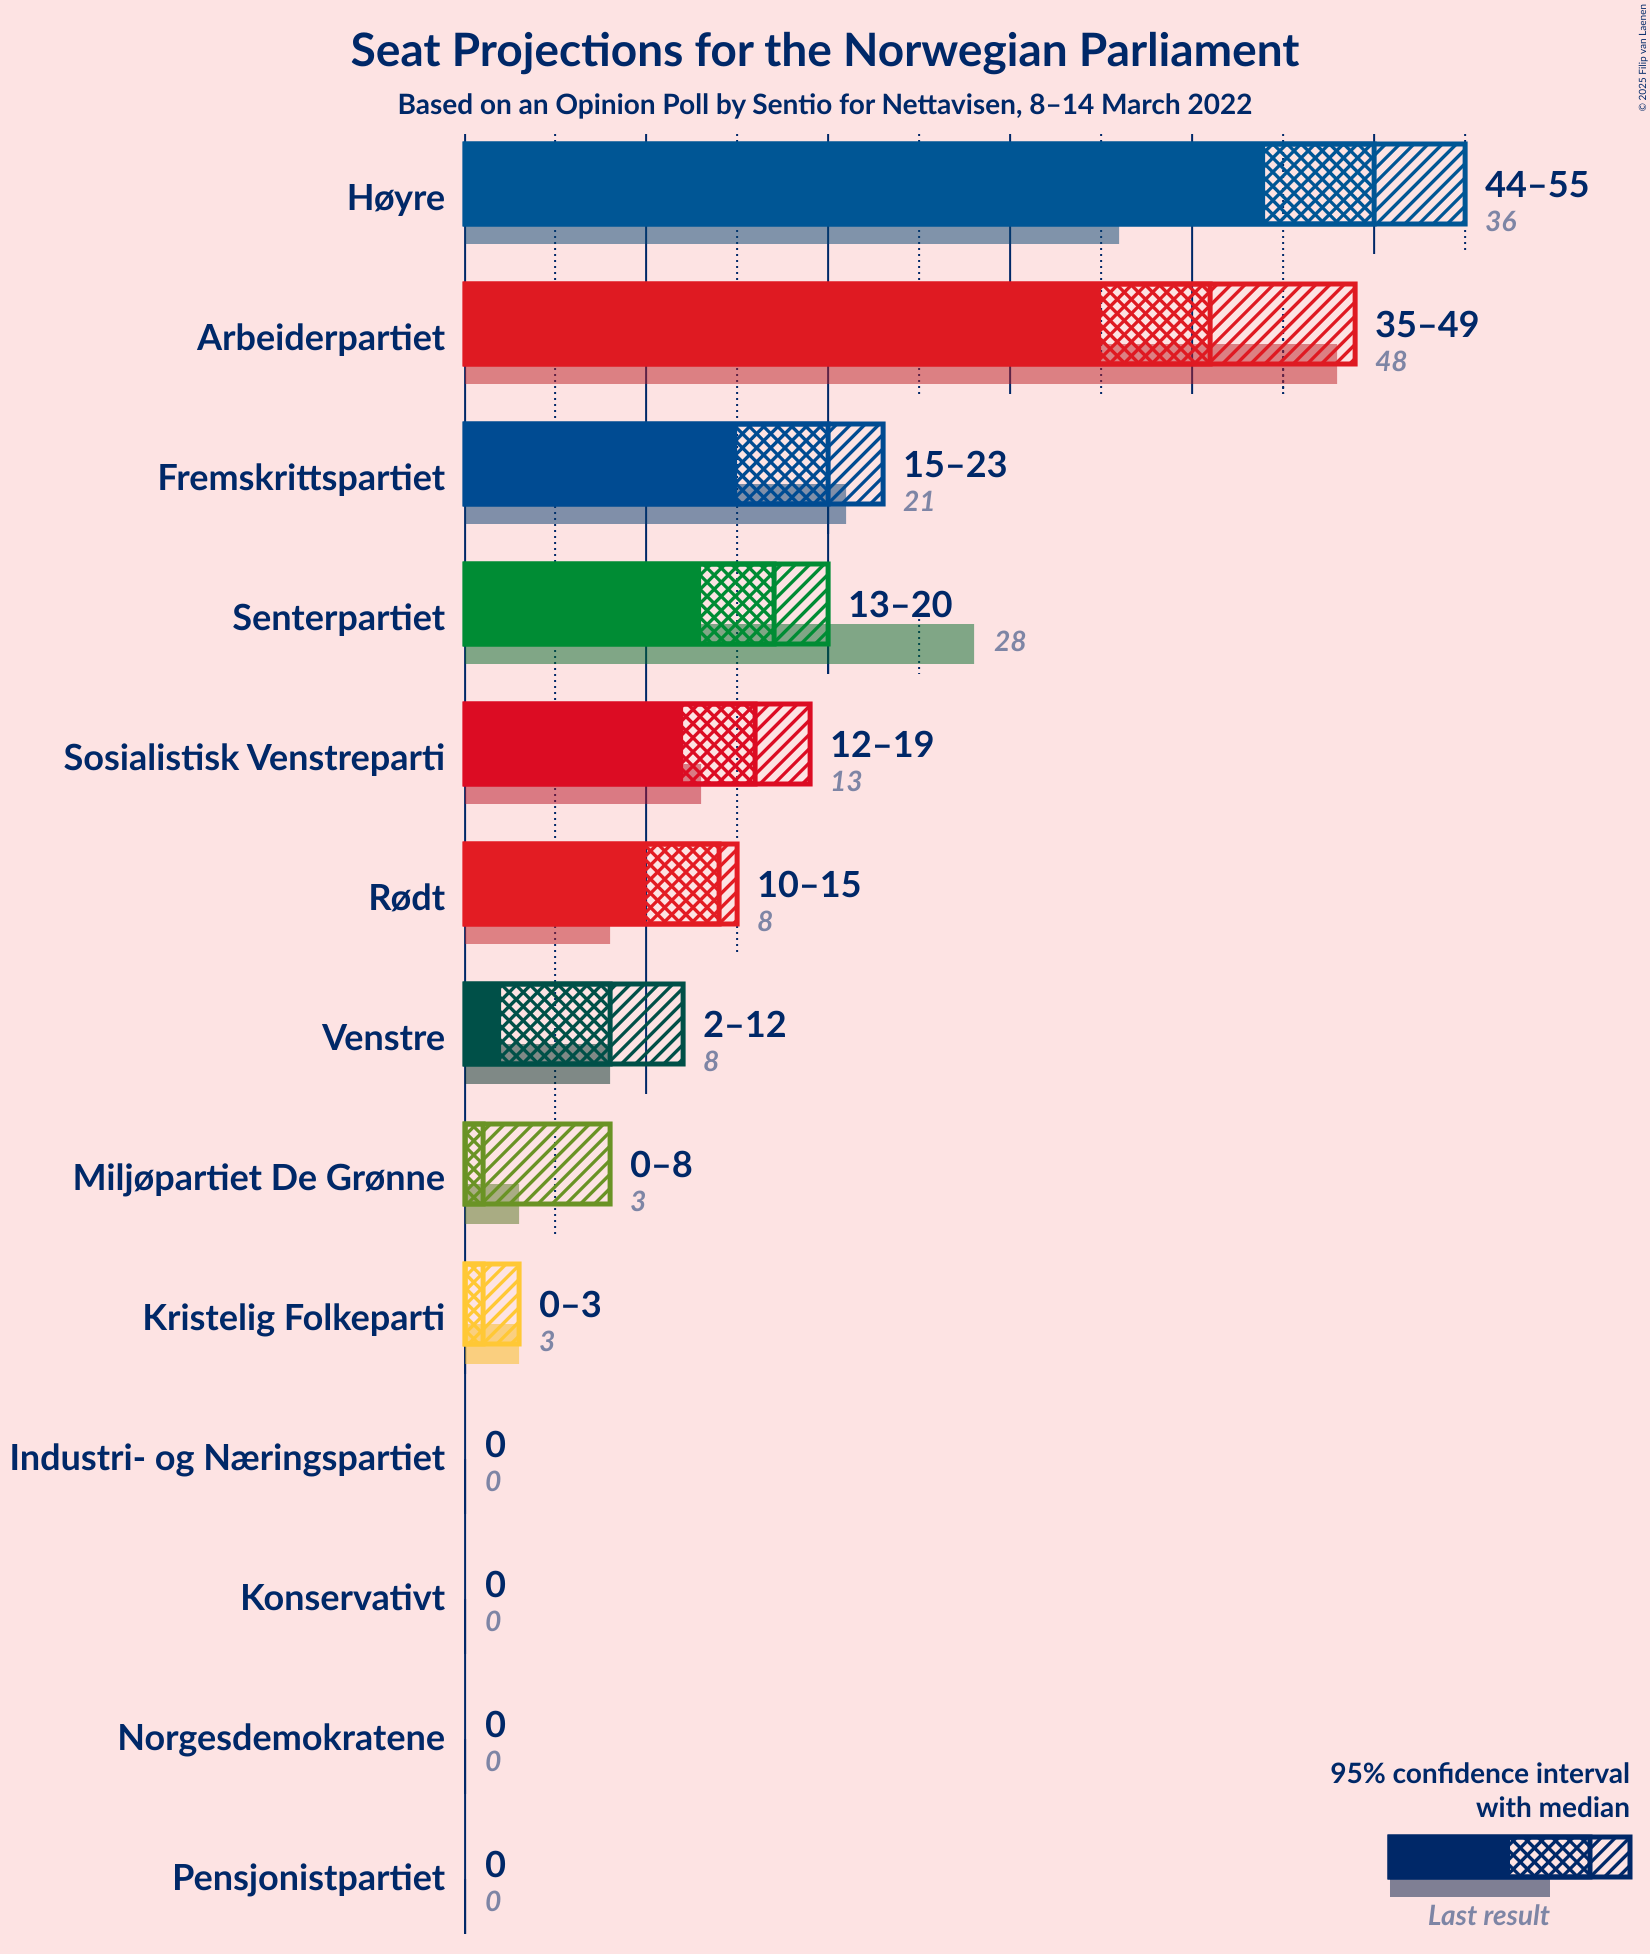 Seat Projections for the Norwegian Parliament
Based on an Opinion Poll by Sentio for Nettavisen, 8–14 March 2022
© 2025 Filip van Laenen
Høyre
44–55
36
Arbeiderpartiet
35–49
48
Fremskrittspartiet
15–23
21
Senterpartiet
13–20
28
Sosialistisk Venstreparti
12–19
13
Rødt
10–15
8
Venstre
2–12
8
Miljøpartiet De Grønne
0–8
3
Kristelig Folkeparti
0–3
3
Industri- og Næringspartiet
0
0
Konservativt
0
0
Norgesdemokratene
0
0
Pensjonistpartiet
0
0
95% confidence interval
with median
Last result